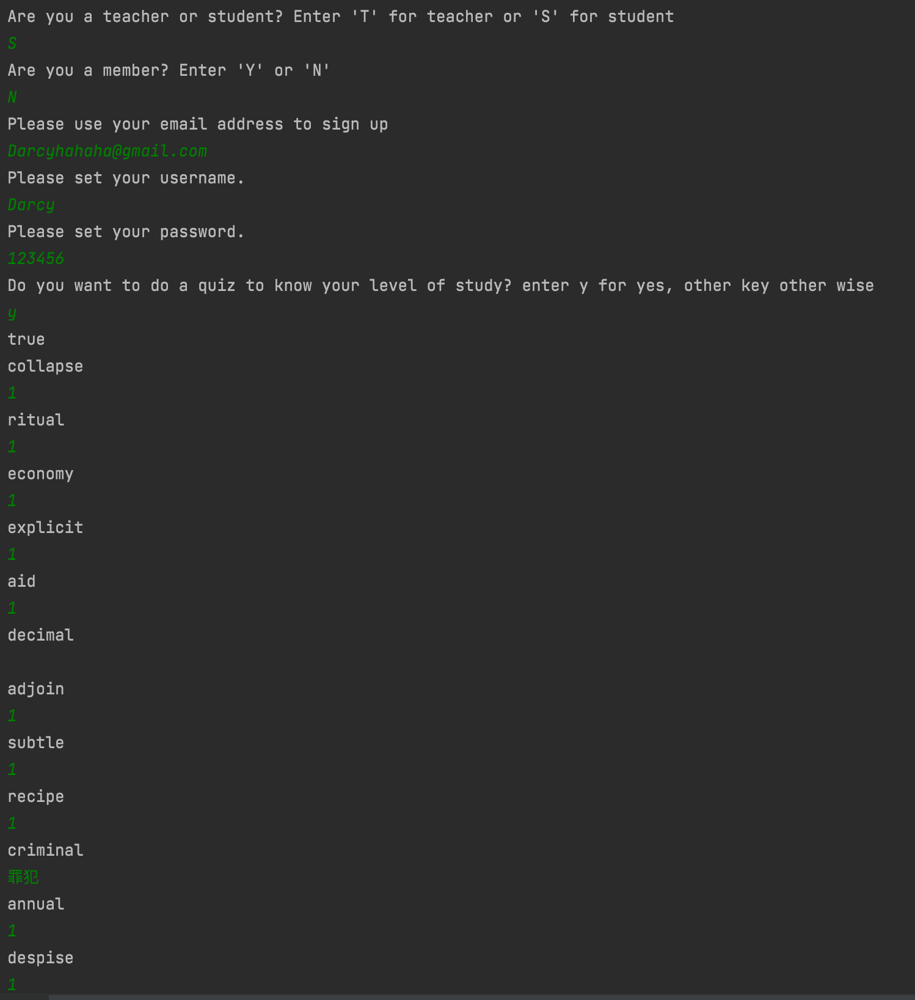 Are you a teacher or student? Enter 'T' for teacher or 'S' for student
S
Are you a member? Enter 'Y' or 'N'
N
Please use your email address to sign up
Darcyhahaha@gmail.com
Please set your username.
Darcy
Please set your password.
123456
Do you want to do a quiz to know your level of study? enter y for yes, other key other wise
y
true
collapse
1
ritual
1
economy
1
explicit
1
aid
1
decimal
adjoin
1
subtle
1
recipe
1
criminal
罪犯
annual
1
despise
1